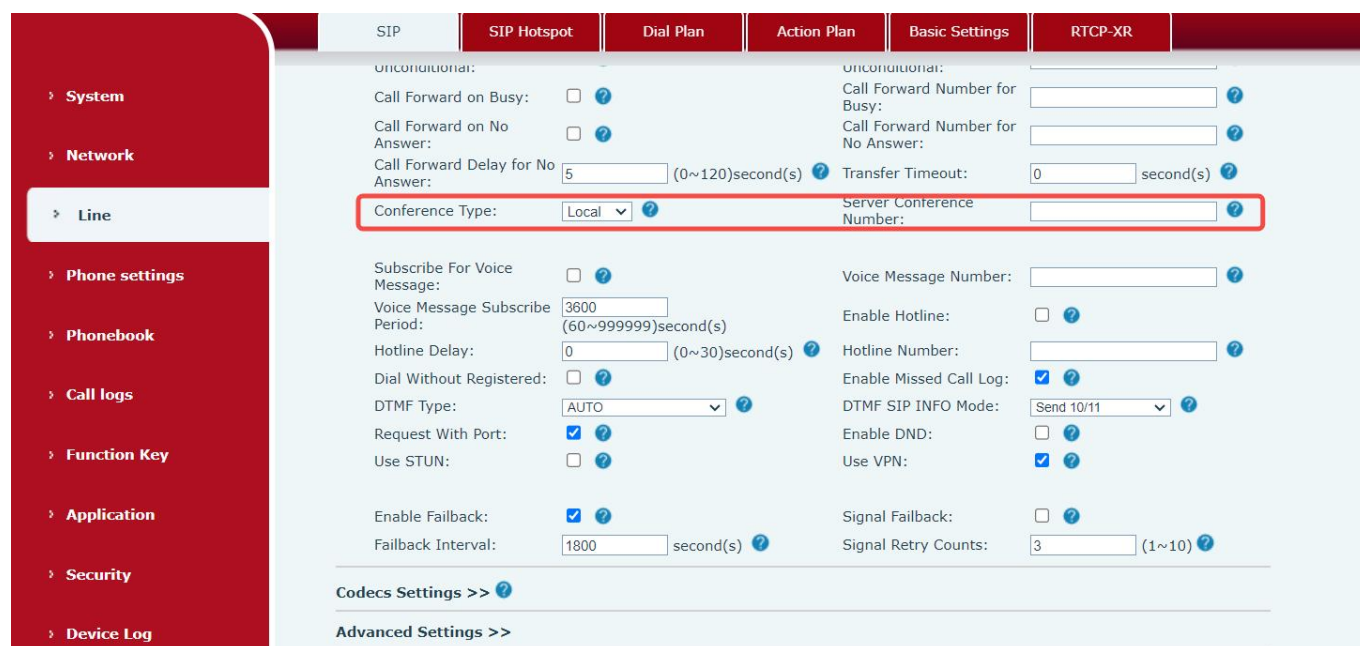 SIP
SIP Hotspot
Dial Plan
Action Plan
Basic Settings
RTCP-XR
› System
› Network
› Line
› Phone settings
› Phonebook
› Call logs
› Function Key
› Application
› Security
› Device Log
Unconditional:
Unconditional:
Call Forward on Busy:
Call Forward Number for
Busy:
Call Forward on No
Answer:
Call Forward Number for
No Answer:
Call Forward Delay for No
Answer:
5 (0~120)second(s)
Transfer Timeout: 0 second(s)
Conference Type: Local
Server Conference
Number:
Subscribe For Voice
Message:
Voice Message Number:
Voice Message Subscribe
Period:
3600
(60~999999)second(s)
Enable Hotline:
Hotline Delay: 0 (0~30)second(s)
Hotline Number:
Dial Without Registered:
Enable Missed Call Log:
DTMF Type: AUTO
DTMF SIP INFO Mode: Send 10/11
Request With Port:
Enable DND:
Use STUN:
Use VPN:
Enable Failback:
Signal Failback:
Failback Interval: 1800 second(s)
Signal Retry Counts: 3 (1~10)
Codecs Settings >>
Advanced Settings >>